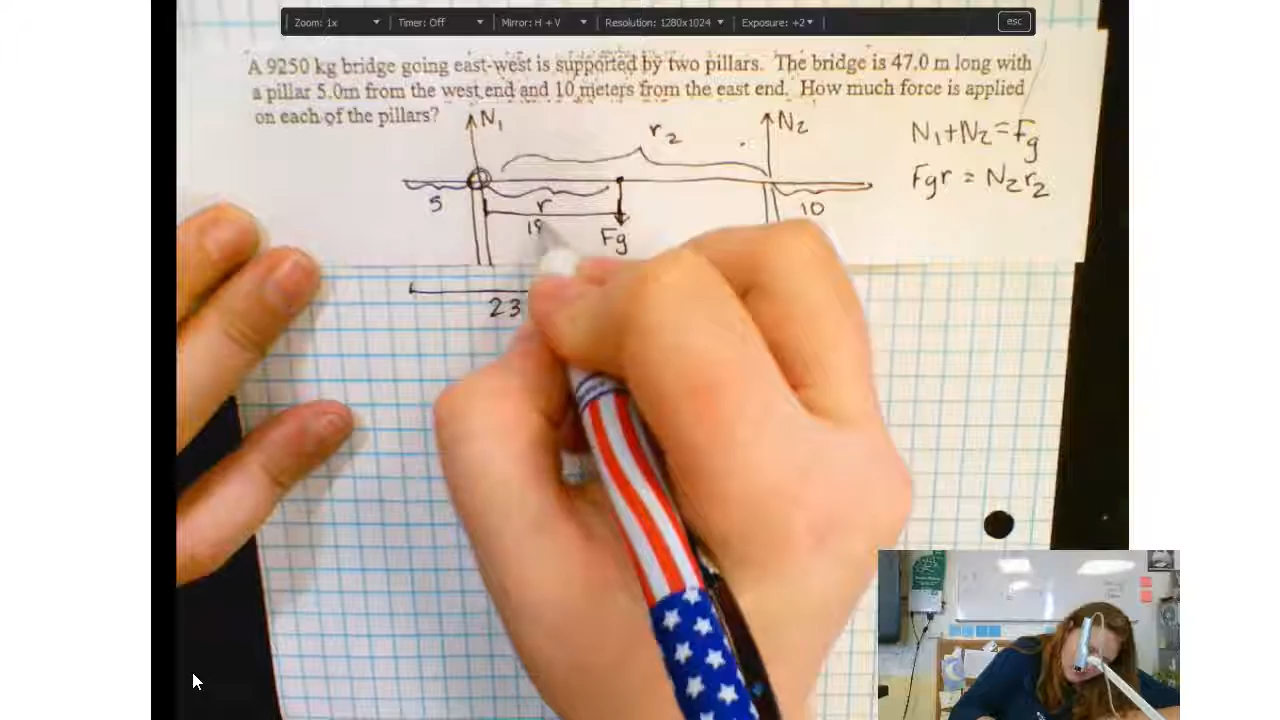 Zoom: 1x Timer: Off Mirror: H + V Resolution: 1280x1024 Exposure: +2 esc
A 9250 kg bridge going east-west is supported by two pillars. The bridge is 47.0 m long with
a pillar 5.0m from the west end and 10 meters from the east end. How much force is applied
on each of the pillars?
N1 r2 N2
N1+N2=Fg
Fgr = N2r2
5 r 10
18 Fg
23